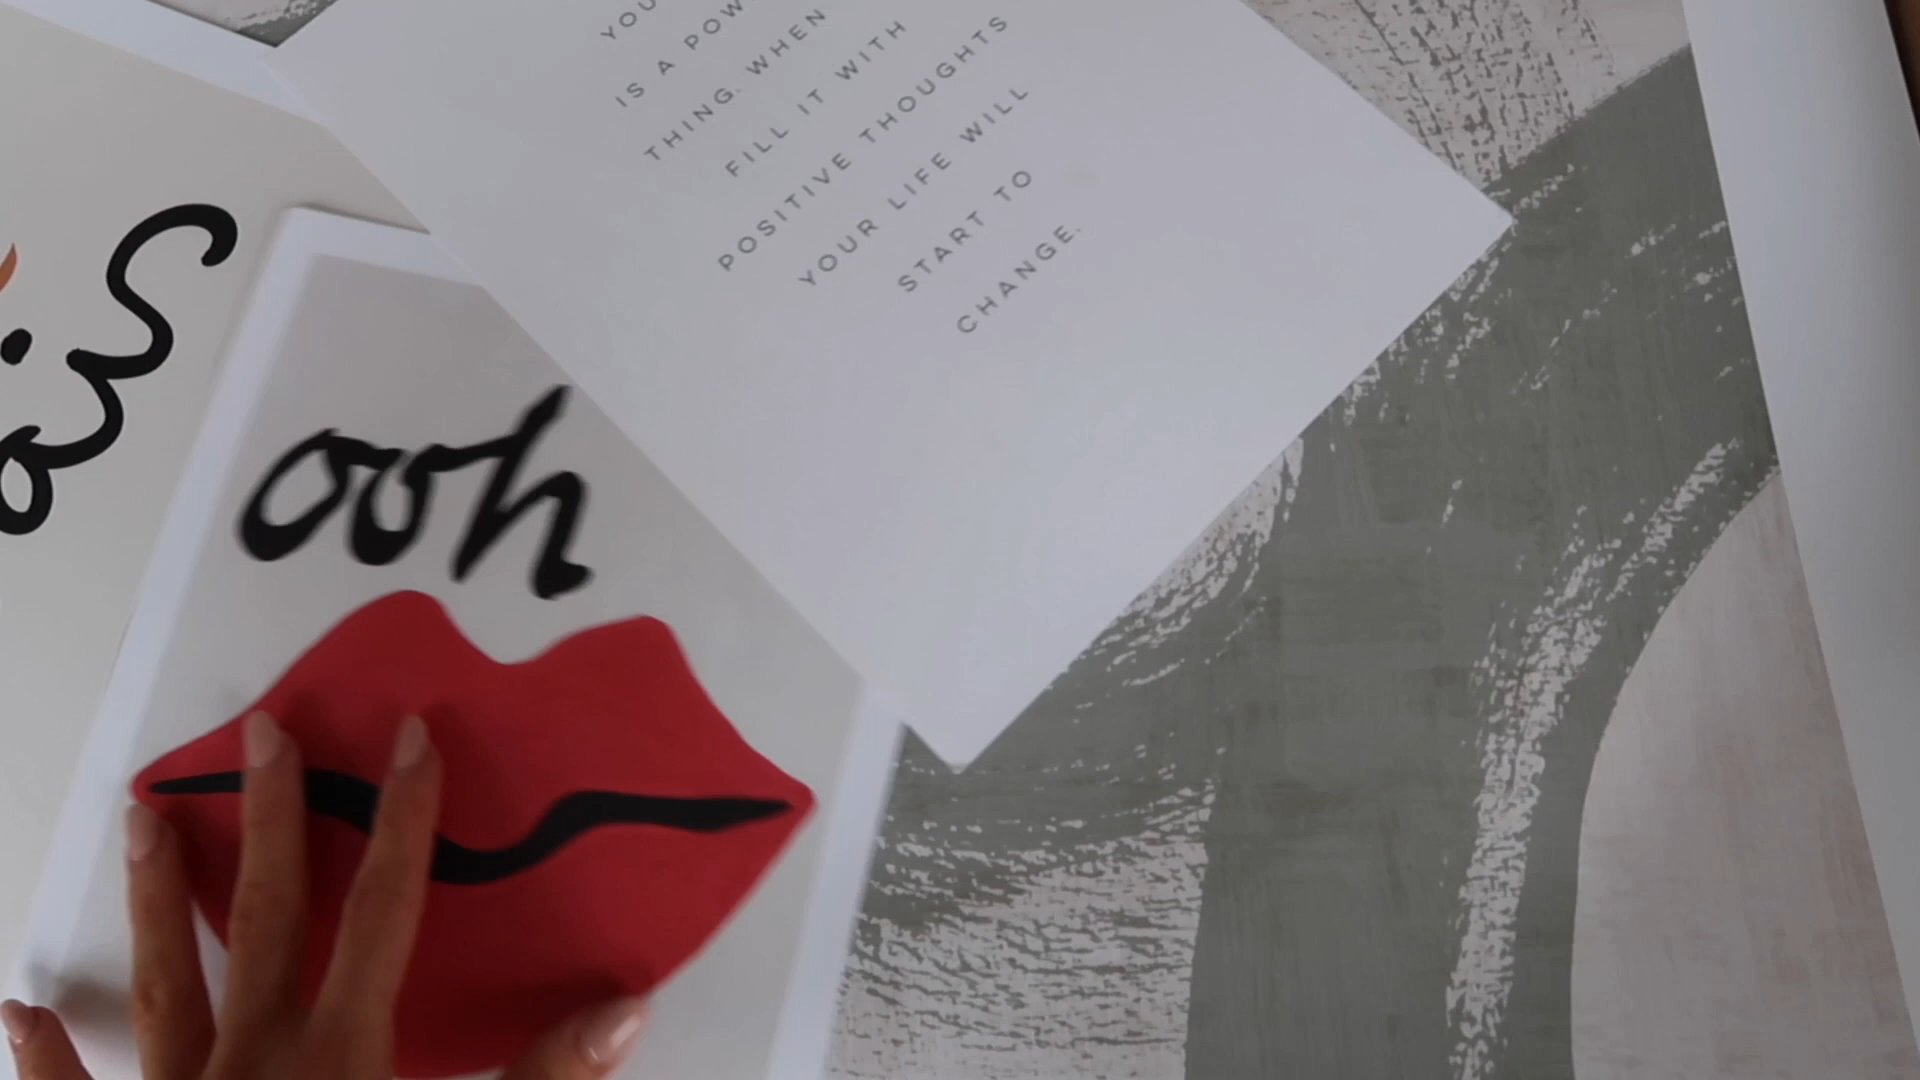 YOU
IS A POW
THING. WHEN
FILL IT WITH
POSITIVE THOUGHTS
YOUR LIFE WILL
START TO
CHANGE.
ooh